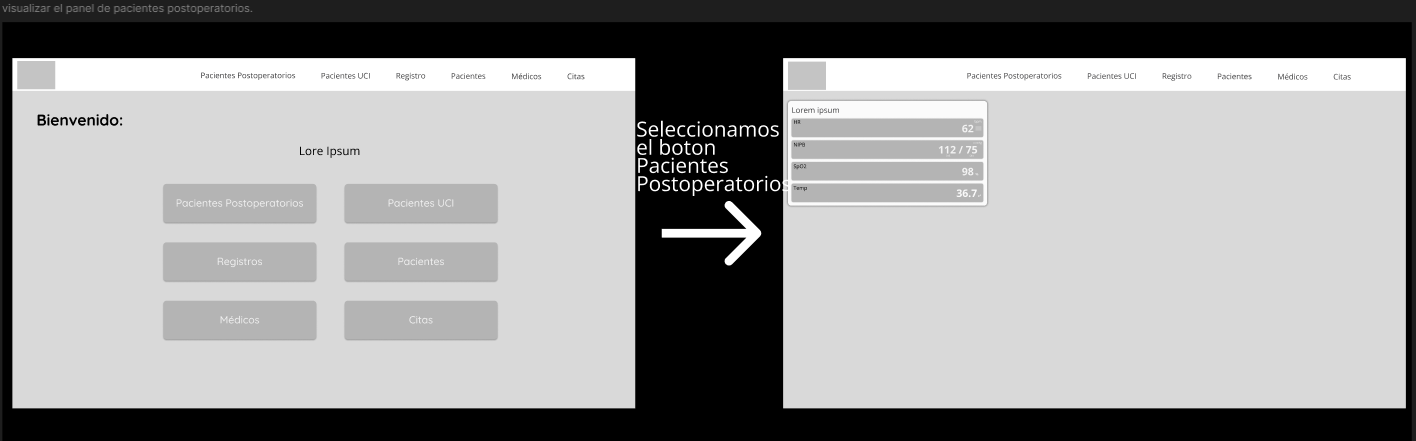 visualizar el panel de pacientes postoperatorios.
Pacientes Postoperatorios Pacientes UCI Registro Pacientes Médicos Citas
Bienvenido:
Lore Ipsum
Pacientes Postoperatorios Pacientes UCI
Registros Pacientes
Médicos Citas
Seleccionamos
el boton
Pacientes
Postoperatorios
Pacientes Postoperatorios Pacientes UCI Registro Pacientes Médicos Citas
Lorem ipsum
HR
62
NIPB
112 / 75
SpO2
98
Temp
36.7